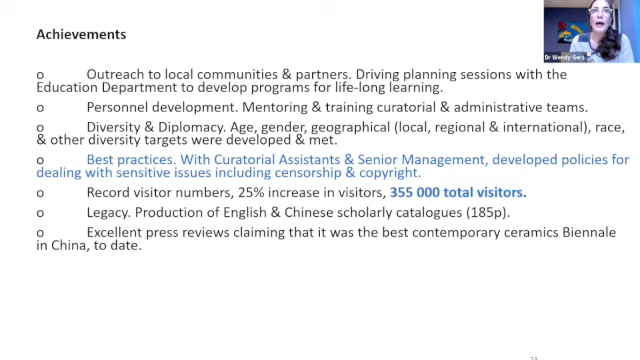 Dr Wendy Gers
Achievements
o Outreach to local communities & partners. Driving planning sessions with the
Education Department to develop programs for life-long learning.
o Personnel development. Mentoring & training curatorial & administrative teams.
o Diversity & Diplomacy. Age, gender, geographical (local, regional & international), race,
& other diversity targets were developed & met.
o Best practices. With Curatorial Assistants & Senior Management, developed policies for
dealing with sensitive issues including censorship & copyright.
o Record visitor numbers, 25% increase in visitors, 355 000 total visitors.
o Legacy. Production of English & Chinese scholarly catalogues (185p).
o Excellent press reviews claiming that it was the best contemporary ceramics Biennale
in China, to date.